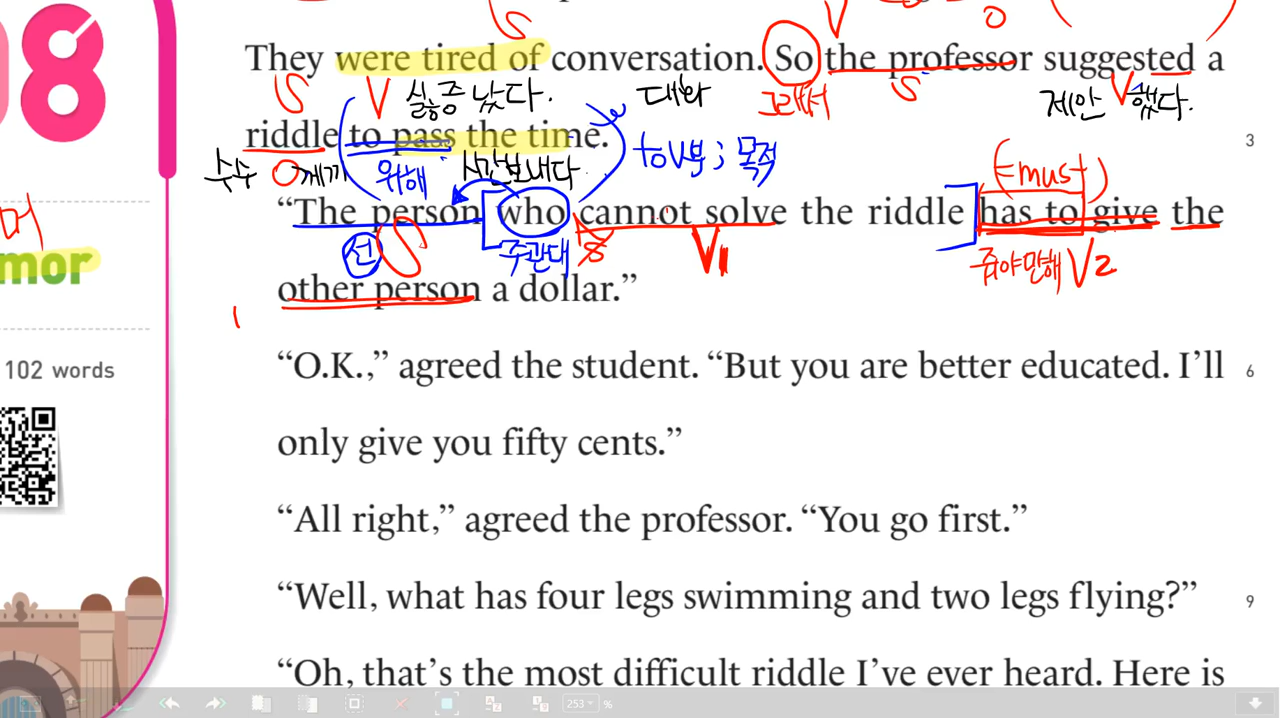 08
S
V
O
They were tired of conversation. So the professor suggested a
S V 싫증 났다. 대화 그래서 S 제안 V 했다.
riddle to pass the time.
수수 O께끼 위해 시간보내다 to V부; 목적
3
(=must)
머
“The person who cannot solve the riddle has to give the
선 S 주관대 S V1 줘야만해 V2
mor
other person a dollar.”
102 words
“O.K.,” agreed the student. “But you are better educated. I’ll
6
only give you fifty cents.”
“All right,” agreed the professor. “You go first.”
“Well, what has four legs swimming and two legs flying?”
9
“Oh, that’s the most difficult riddle I’ve ever heard. Here is
253 %